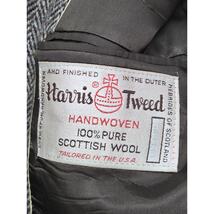 AND FINISHED IN THE OUTER
HEBRIDES OF SCOTLAND
Harris Tweed
HANDWOVEN
100% PURE
SCOTTISH WOOL
TAILORED IN THE U.S.A.